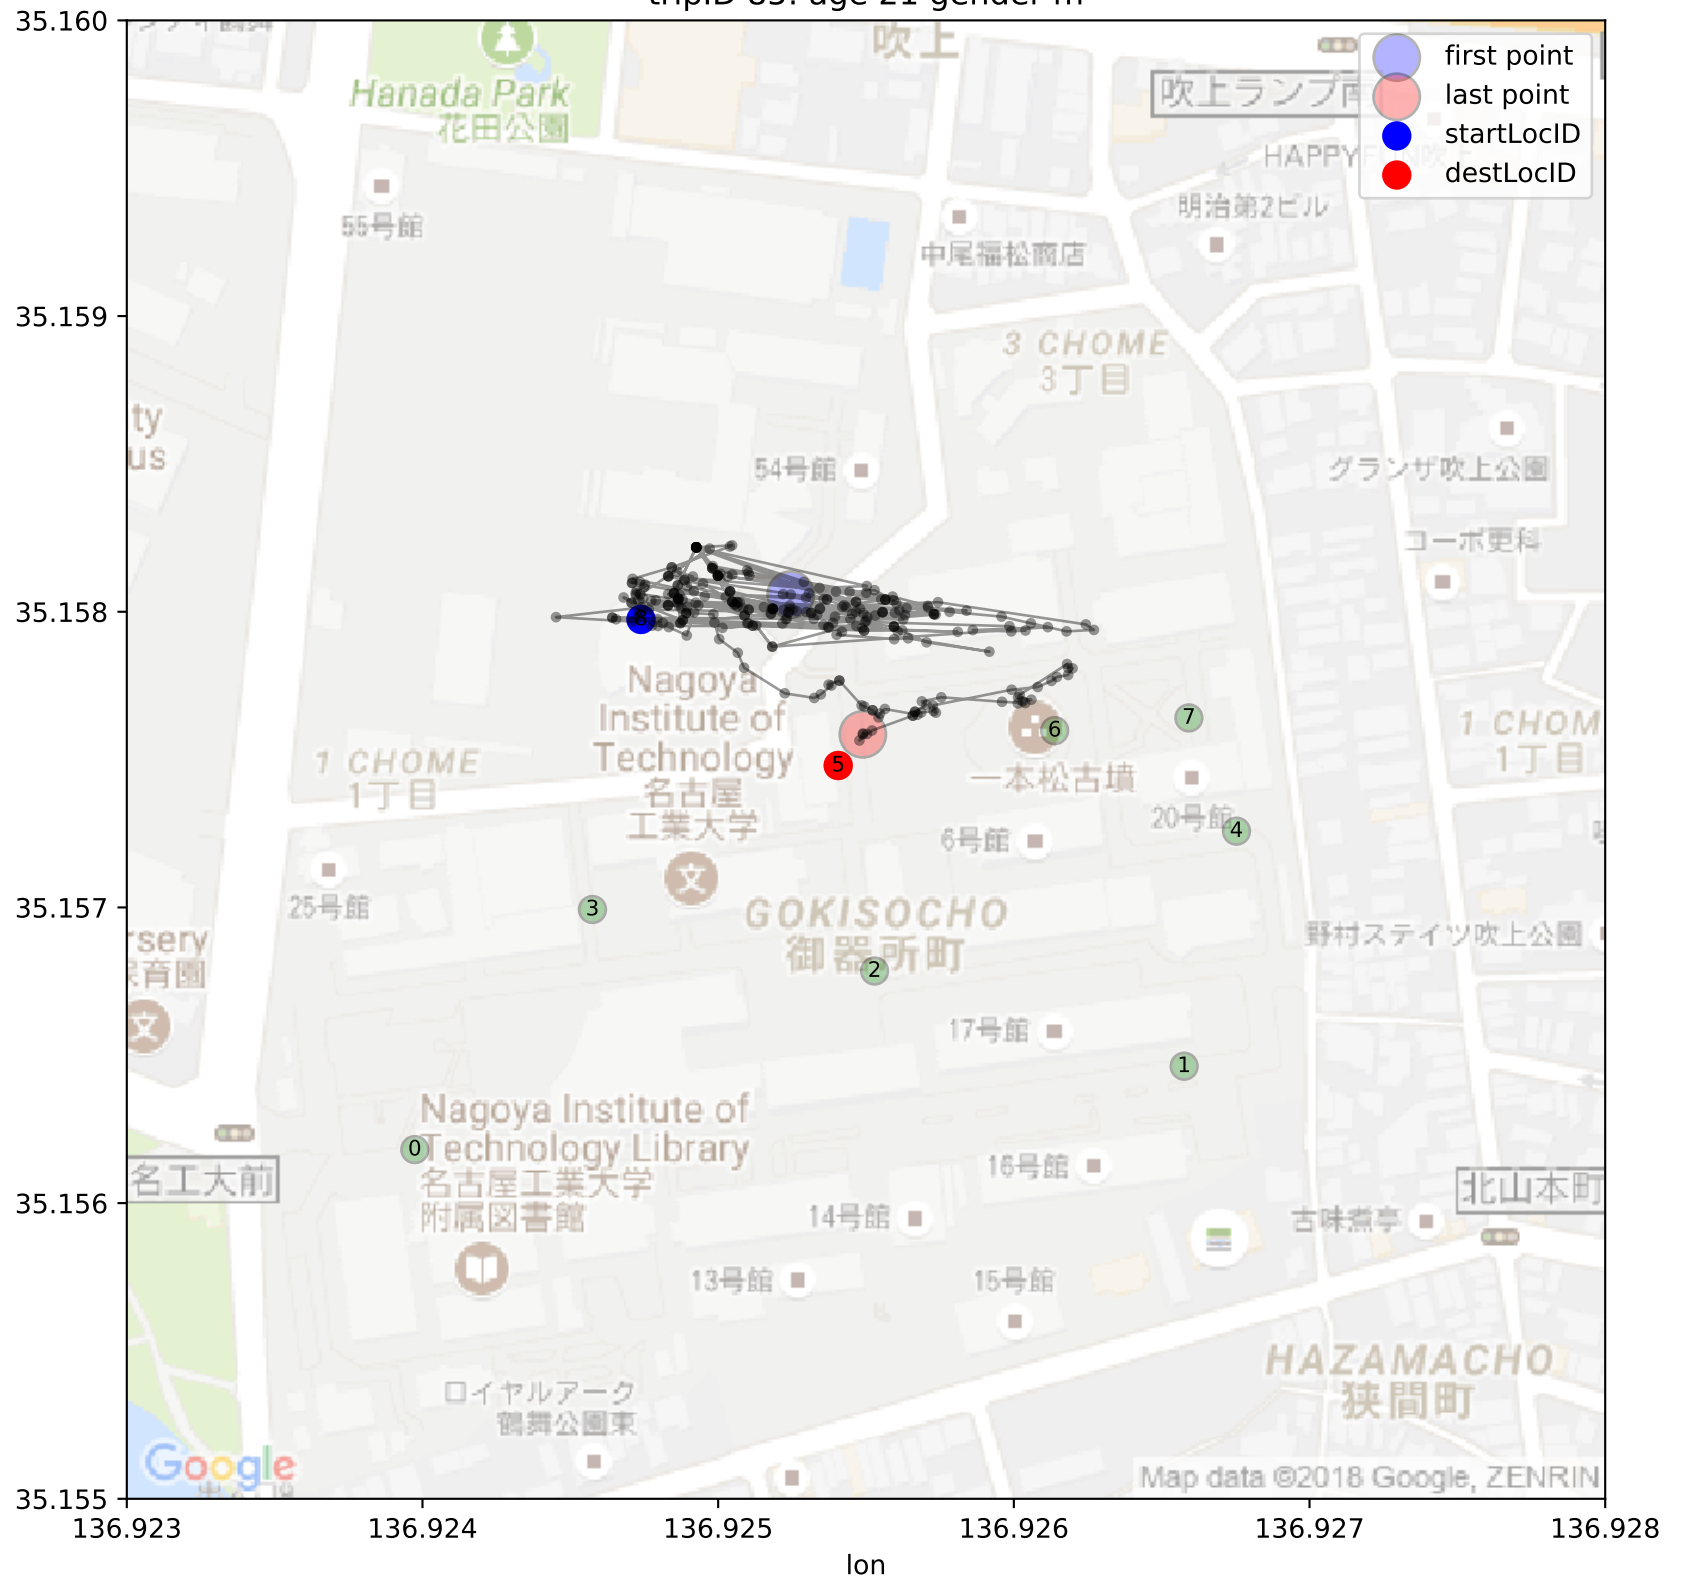 35.160
35.159
35.158
35.157
35.156
35.155
136.923
136.924
136.925
136.926
136.927
136.928
lon
first point
last point
startLocID
destLocID
吹上
Hanada Park
花田公園
HAPPY
55号館
明治第2ビル
中尾福松商店
3 CHOME
3丁目
ty
us
54号館
グランザ吹上公園
コーポ更科
8
Nagoya
Institute of
Technology
名古屋
工業大学
1 CHOME
1丁目
5
6
7
一本松古墳
1 CHOM
1丁目
20号館
4
6号館
25号館
3
GOKISOCHO
御器所町
2
野村ステイツ吹上公園
rsery
育園
17号館
1
Nagoya Institute of
Technology Library
名古屋工業大学
附属図書館
0
名工大前
16号館
14号館
北山本町
古味煮亭
13号館
15号館
HAZAMACHO
狭間町
ロイヤルアーク
鶴舞公園東
Google
Map data ©2018 Google, ZENRIN